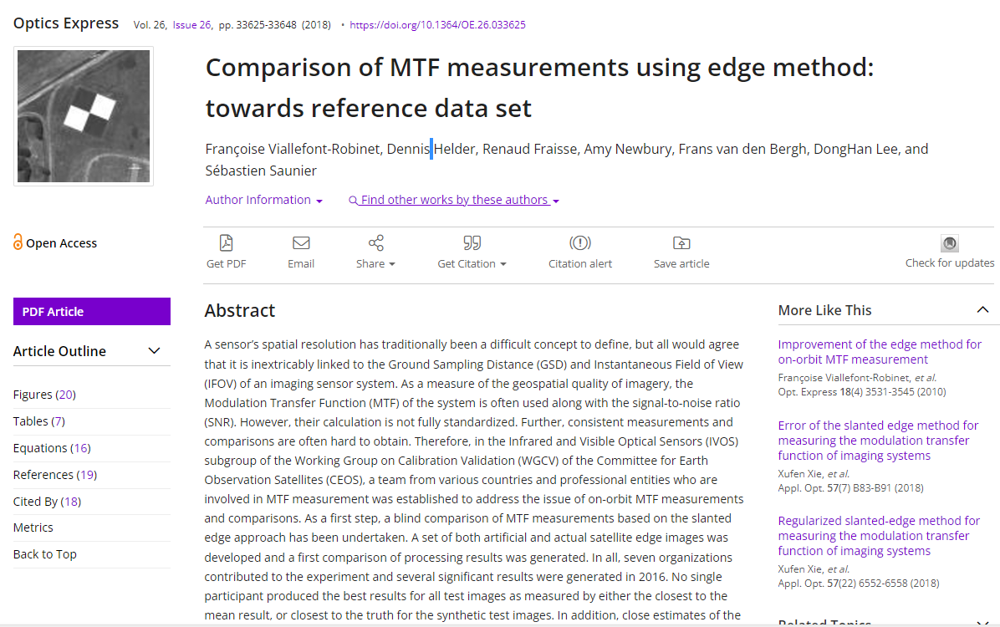 Optics Express Vol. 26, Issue 26, pp. 33625-33648 (2018) • https://doi.org/10.1364/OE.26.033625
Comparison of MTF measurements using edge method:
towards reference data set
Françoise Viallefont-Robinet, Dennis Helder, Renaud Fraisse, Amy Newbury, Frans van den Bergh, DongHan Lee, and
Sébastien Saunier
Author Information
Find other works by these authors
Open Access
Get PDF
Email
Share
Get Citation
Citation alert
Save article
Check for updates
PDF Article
Article Outline
Figures (20)
Tables (7)
Equations (16)
References (19)
Cited By (18)
Metrics
Back to Top
Abstract
A sensor’s spatial resolution has traditionally been a difficult concept to define, but all would agree
that it is inextricably linked to the Ground Sampling Distance (GSD) and Instantaneous Field of View
(IFOV) of an imaging sensor system. As a measure of the geospatial quality of imagery, the
Modulation Transfer Function (MTF) of the system is often used along with the signal-to-noise ratio
(SNR). However, their calculation is not fully standardized. Further, consistent measurements and
comparisons are often hard to obtain. Therefore, in the Infrared and Visible Optical Sensors (IVOS)
subgroup of the Working Group on Calibration Validation (WGCV) of the Committee for Earth
Observation Satellites (CEOS), a team from various countries and professional entities who are
involved in MTF measurement was established to address the issue of on-orbit MTF measurements
and comparisons. As a first step, a blind comparison of MTF measurements based on the slanted
edge approach has been undertaken. A set of both artificial and actual satellite edge images was
developed and a first comparison of processing results was generated. In all, seven organizations
contributed to the experiment and several significant results were generated in 2016. No single
participant produced the best results for all test images as measured by either the closest to the
mean result, or closest to the truth for the synthetic test images. In addition, close estimates of the
More Like This
Improvement of the edge method for
on-orbit MTF measurement
Françoise Viallefont-Robinet, et al.
Opt. Express 18(4) 3531-3545 (2010)
Error of the slanted edge method for
measuring the modulation transfer
function of imaging systems
Xufen Xie, et al.
Appl. Opt. 57(7) B83-B91 (2018)
Regularized slanted-edge method for
measuring the modulation transfer
function of imaging systems
Xufen Xie, et al.
Appl. Opt. 57(22) 6552-6558 (2018)
Related Topics